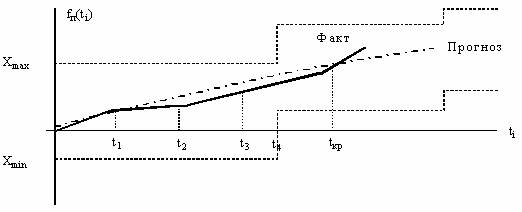 fп(ti)
Факт
Прогноз
Xmax
t1 t2 t3 t4 tкр ti
Xmin